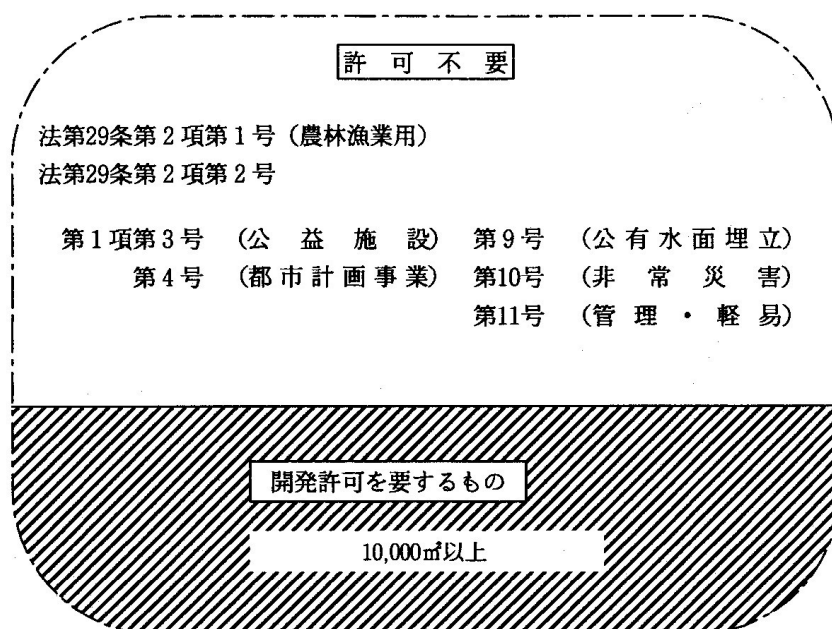 許可不要
法第29条第2項第1号（農林漁業用）
法第29条第2項第2号
第1項第3号 （公益施設） 第9号 （公有水面埋立）
第4号 （都市計画事業） 第10号 （非常災害）
第11号 （管理・軽易）
開発許可を要するもの
10,000㎡以上